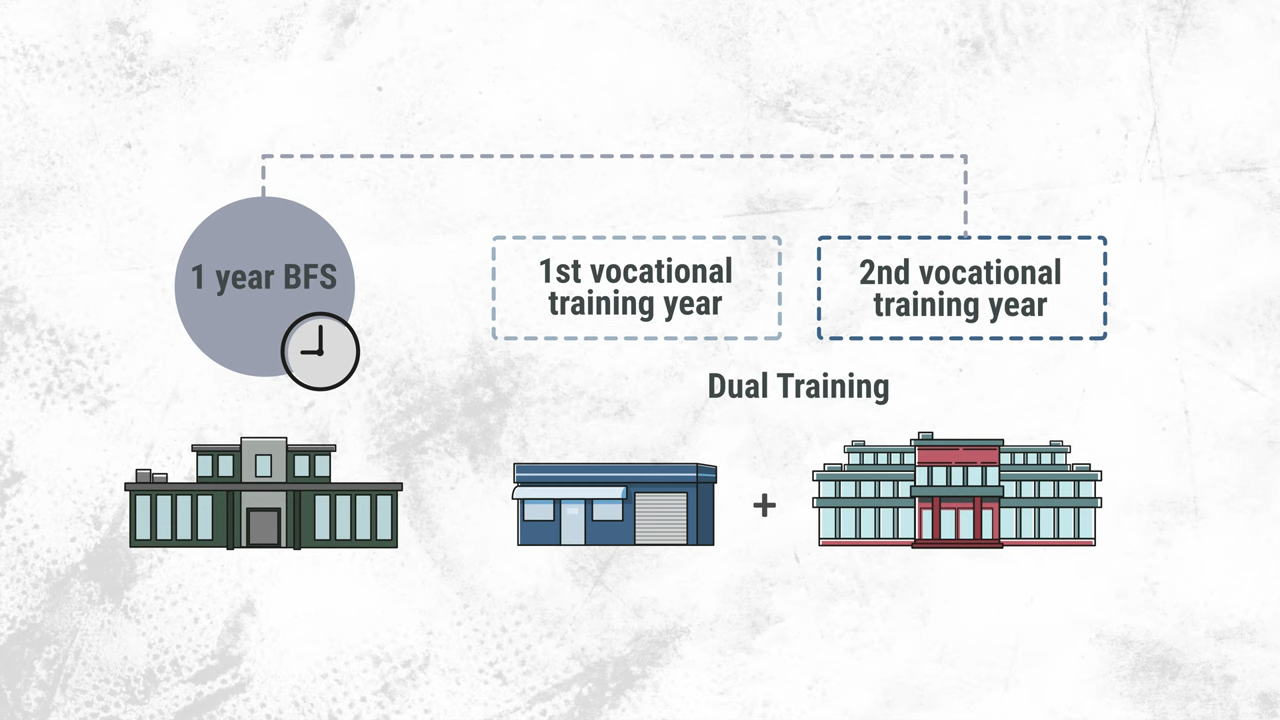 1 year BFS
1st vocational
training year
2nd vocational
training year
Dual Training
+